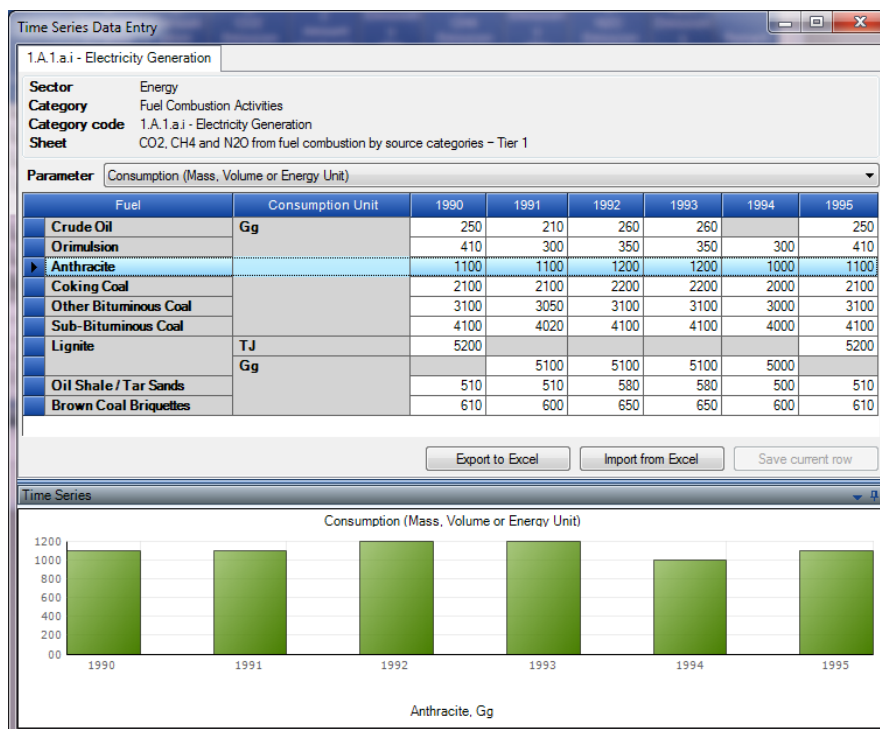 Time Series Data Entry
1.A.1.a.i - Electricity Generation
Sector Energy
Category Fuel Combustion Activities
Category code 1.A.1.a.i - Electricity Generation
Sheet CO2, CH4 and N2O from fuel combustion by source categories – Tier 1
Parameter Consumption (Mass, Volume or Energy Unit)
Fuel Consumption Unit 1990 1991 1992 1993 1994 1995
Crude Oil Gg 250 210 260 260 250
Orimulsion 410 300 350 350 300 410
Anthracite 1100 1100 1200 1200 1000 1100
Coking Coal 2100 2100 2200 2200 2000 2100
Other Bituminous Coal 3100 3050 3100 3100 3000 3100
Sub-Bituminous Coal 4100 4020 4100 4100 4000 4100
Lignite TJ 5200 5200
Gg 5100 5100 5100 5000
Oil Shale / Tar Sands 510 510 580 580 500 510
Brown Coal Briquettes 610 600 650 650 600 610
Export to Excel Import from Excel Save current row
Time Series
Consumption (Mass, Volume or Energy Unit)
1200
1000
800
600
400
200
00
1990 1991 1992 1993 1994 1995
Anthracite, Gg